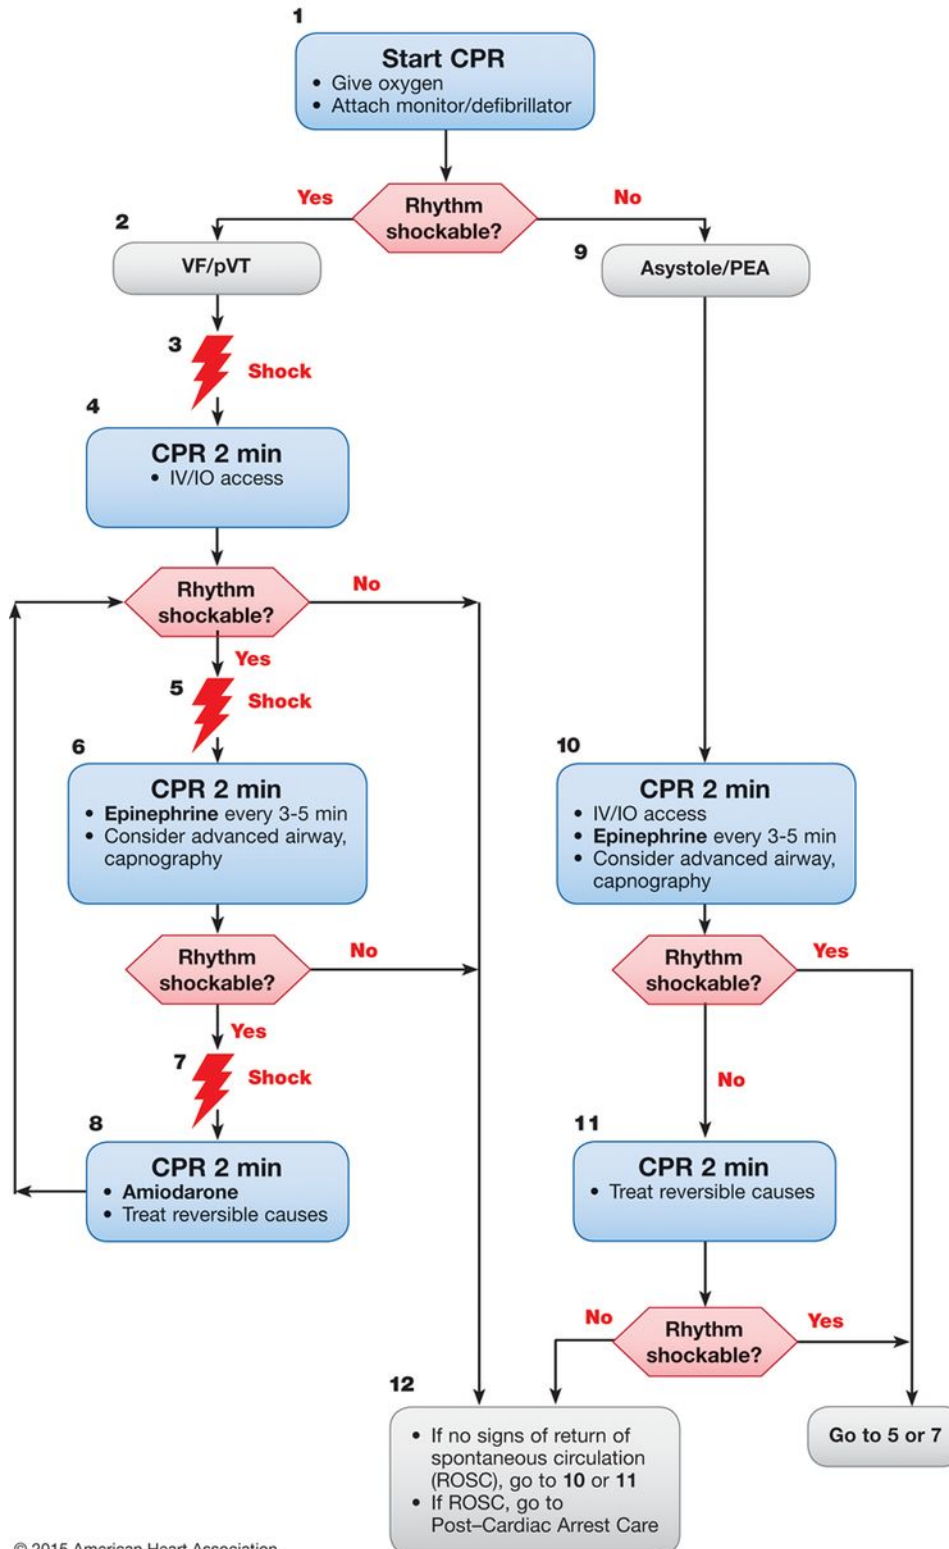 1
Start CPR
• Give oxygen
• Attach monitor/defibrillator
Rhythm
shockable?
Yes
No
2
VF/pVT
9
Asystole/PEA
3
Shock
4
CPR 2 min
• IV/IO access
Rhythm
shockable?
No
Yes
5
Shock
6
CPR 2 min
• Epinephrine every 3-5 min
• Consider advanced airway,
capnography
Rhythm
shockable?
No
Yes
7
Shock
8
CPR 2 min
• Amiodarone
• Treat reversible causes
10
CPR 2 min
• IV/IO access
• Epinephrine every 3-5 min
• Consider advanced airway,
capnography
Rhythm
shockable?
Yes
No
11
CPR 2 min
• Treat reversible causes
Rhythm
shockable?
No
Yes
12
• If no signs of return of
spontaneous circulation
(ROSC), go to 10 or 11
• If ROSC, go to
Post–Cardiac Arrest Care
Go to 5 or 7
© 2015 American Heart Association